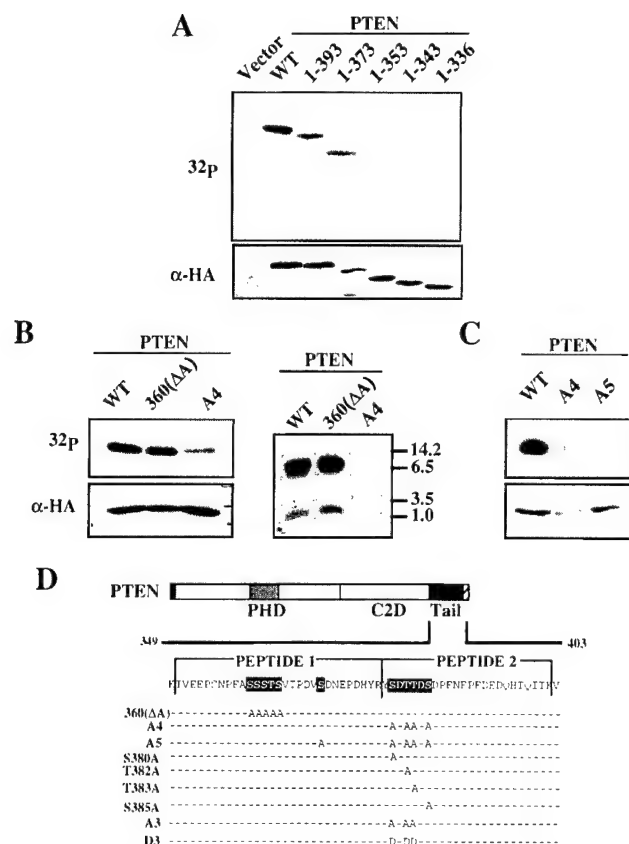 A
PTEN
Vector WT 1-393 1-373 1-353 1-343 1-336
32P
α-HA
B
PTEN
WT 360(ΔA) A4
32P
α-HA
PTEN
WT 360(ΔA) A4
14.2
6.5
3.5
1.0
C
PTEN
WT A4 A5
D
PTEN
PHD C2D Tail
349 403
PEPTIDE 1 PEPTIDE 2
360(ΔA) AAAAA
A4 A AA A
A5 A A AA A
S380A A
T382A A
T383A A
S385A A
A3 A AA
D3 D DD